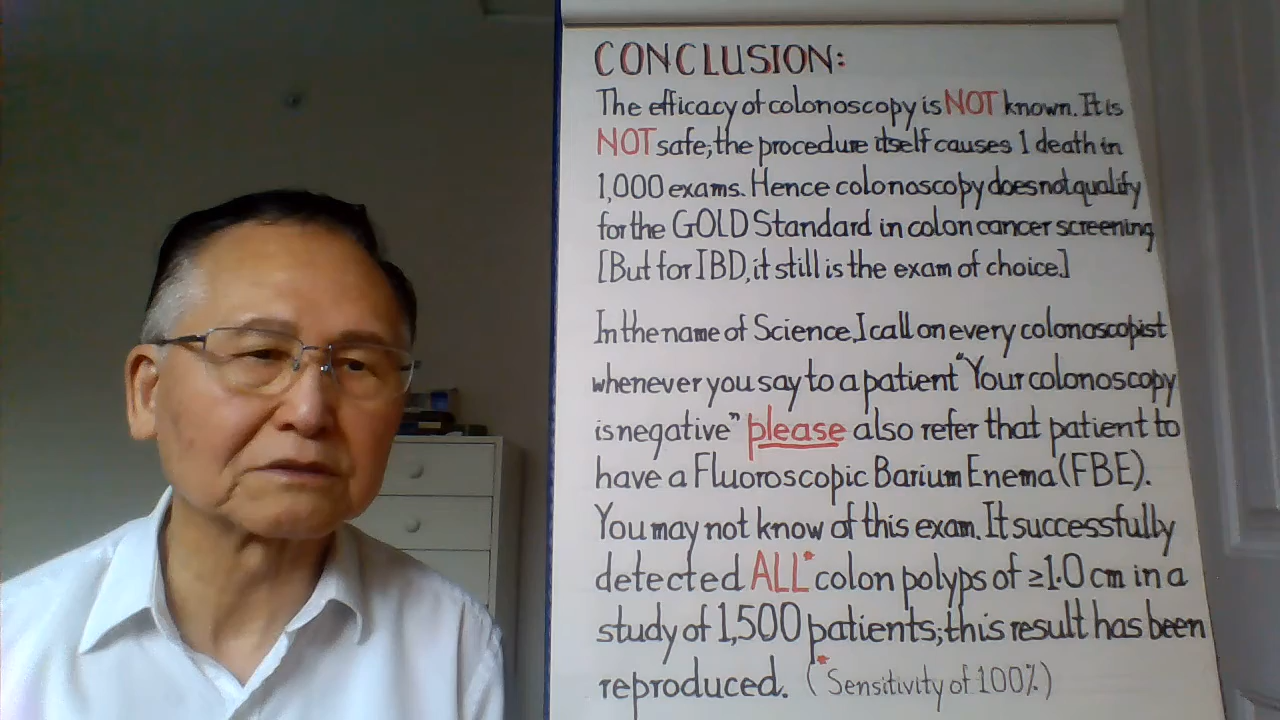 CONCLUSION:
The efficacy of colonoscopy is NOT known. It is
NOT safe; the procedure itself causes 1 death in
1,000 exams. Hence colonoscopy does not qualify
for the GOLD Standard in colon cancer screening
[But for IBD, it still is the exam of choice.]
In the name of Science, I call on every colonoscopist
whenever you say to a patient "Your colonoscopy
is negative" please also refer that patient to
have a Fluoroscopic Barium Enema (FBE).
You may not know of this exam. It successfully
detected ALL* colon polyps of ≥1.0 cm in a
study of 1,500 patients; this result has been
reproduced. (*Sensitivity of 100%)